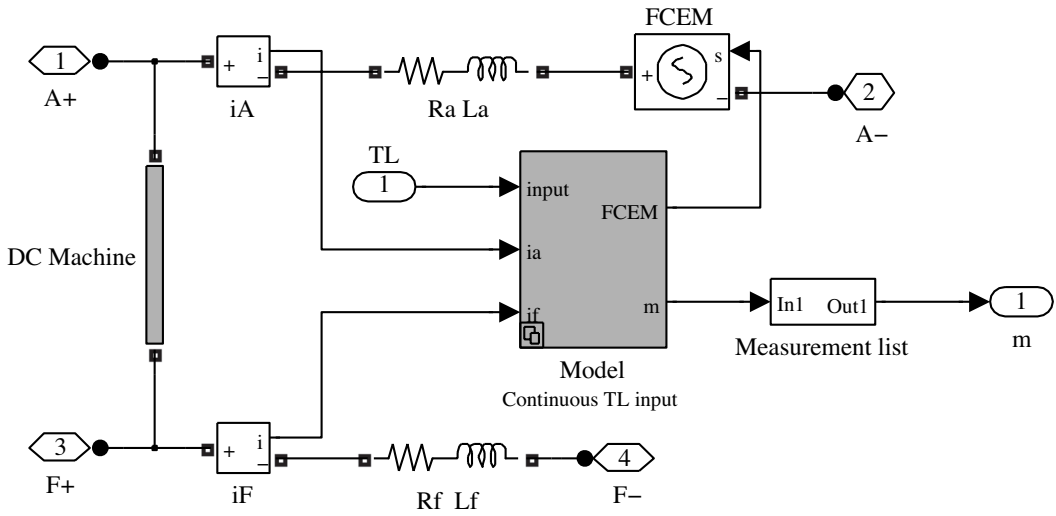 FCEM
1
i
+
−
s
+
−
2
A+
iA
Ra La
A−
TL
1
input
FCEM
DC Machine
ia
m
In1 Out1
1
if
Measurement list
m
Model
Continuous TL input
3
+
i
−
4
F+
iF
Rf Lf
F−